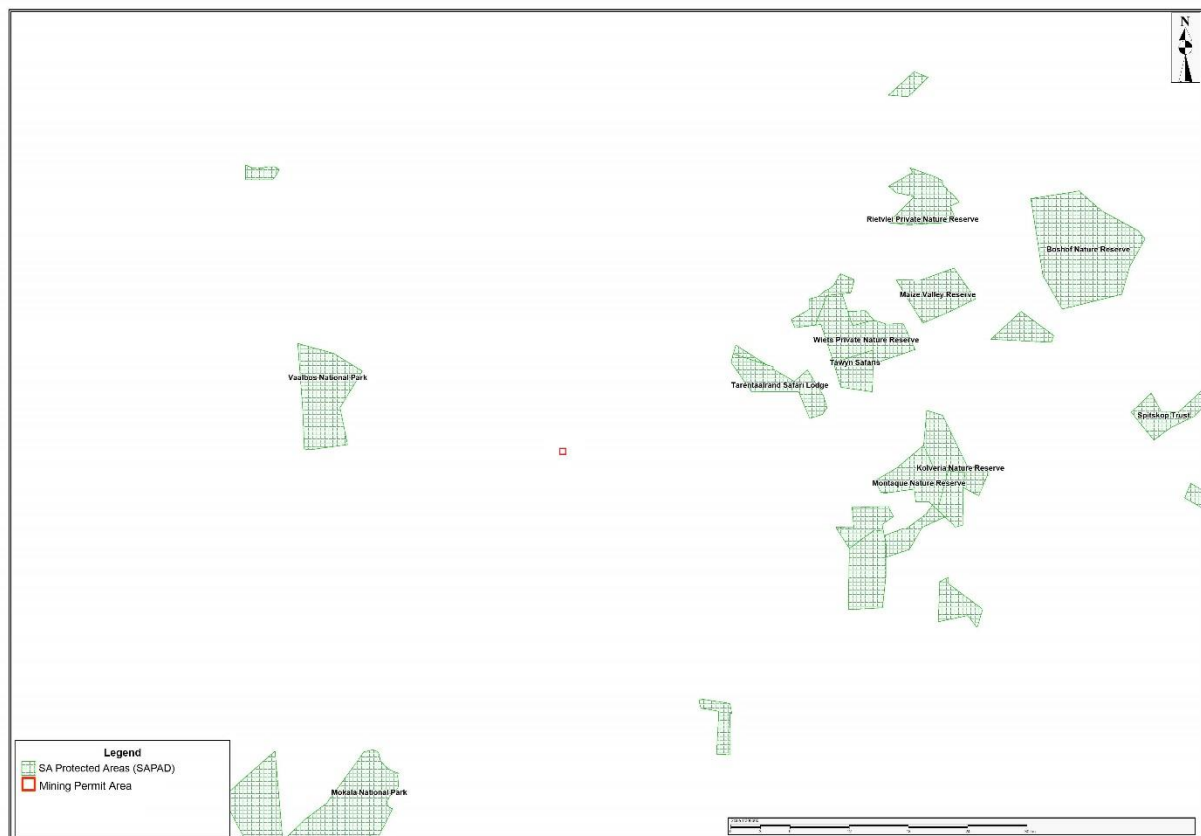 N
Rietvlei Private Nature Reserve
Boshof Nature Reserve
Maize Valley Reserve
Wiets Private Nature Reserve
Tawyn Safaris
Vaalbos National Park
Tarentaalrand Safari Lodge
Spitskop Trust
Kolveria Nature Reserve
Montaque Nature Reserve
Legend
SA Protected Areas (SAPAD)
Mining Permit Area
Mokala National Park